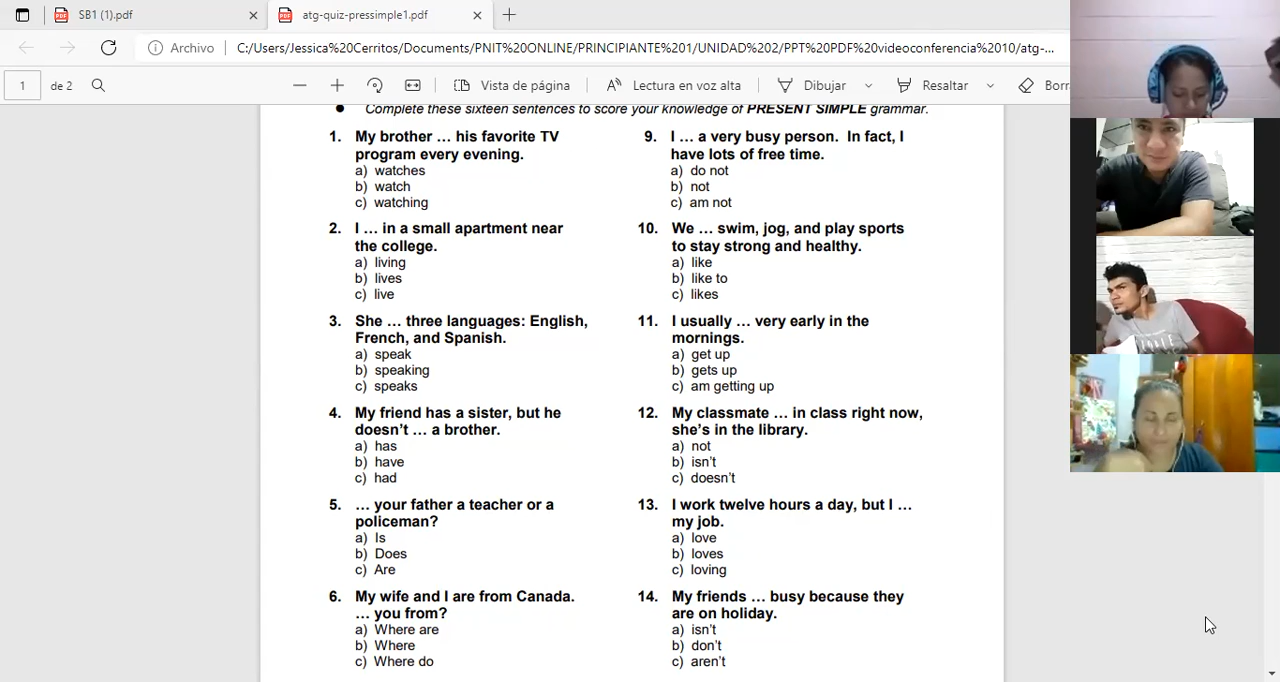 SB1 (1).pdf
atg-quiz-pressimple1.pdf
Archivo
C:/Users/Jessica%20Cerritos/Documents/PNIT%20ONLINE/PRINCIPIANTE%201/UNIDAD%202/PPT%20PDF%20videoconferencia%2010/atg-...
1 de 2
Vista de página
Lectura en voz alta
Dibujar
Resaltar
Borra
● Complete these sixteen sentences to score your knowledge of PRESENT SIMPLE grammar.
1. My brother … his favorite TV
program every evening.
a) watches
b) watch
c) watching
2. I … in a small apartment near
the college.
a) living
b) lives
c) live
3. She … three languages: English,
French, and Spanish.
a) speak
b) speaking
c) speaks
4. My friend has a sister, but he
doesn't … a brother.
a) has
b) have
c) had
5. … your father a teacher or a
policeman?
a) Is
b) Does
c) Are
6. My wife and I are from Canada.
… you from?
a) Where are
b) Where
c) Where do
9. I … a very busy person. In fact, I
have lots of free time.
a) do not
b) not
c) am not
10. We … swim, jog, and play sports
to stay strong and healthy.
a) like
b) like to
c) likes
11. I usually … very early in the
mornings.
a) get up
b) gets up
c) am getting up
12. My classmate … in class right now,
she's in the library.
a) not
b) isn't
c) doesn't
13. I work twelve hours a day, but I …
my job.
a) love
b) loves
c) loving
14. My friends … busy because they
are on holiday.
a) isn't
b) don't
c) aren't